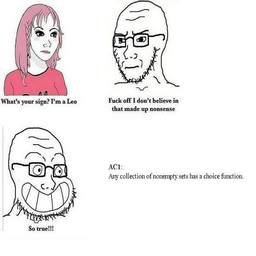 What's your sign? I'm a Leo
Fuck off I don't believe in
that made up nonsense
AC1:
Any collection of nonempty sets has a choice function.
So true!!!